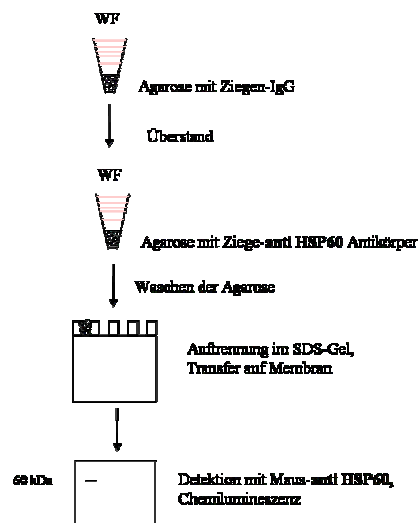 WF
Agarose mit Ziegen-IgG
Überstand
WF
Agarose mit Ziege-anti HSP60 Antikörper
Waschen der Agarose
Auftrennung im SDS-Gel,
Transfer auf Membran
60 kDa
Detektion mit Maus-anti HSP60,
Chemilumineszenz